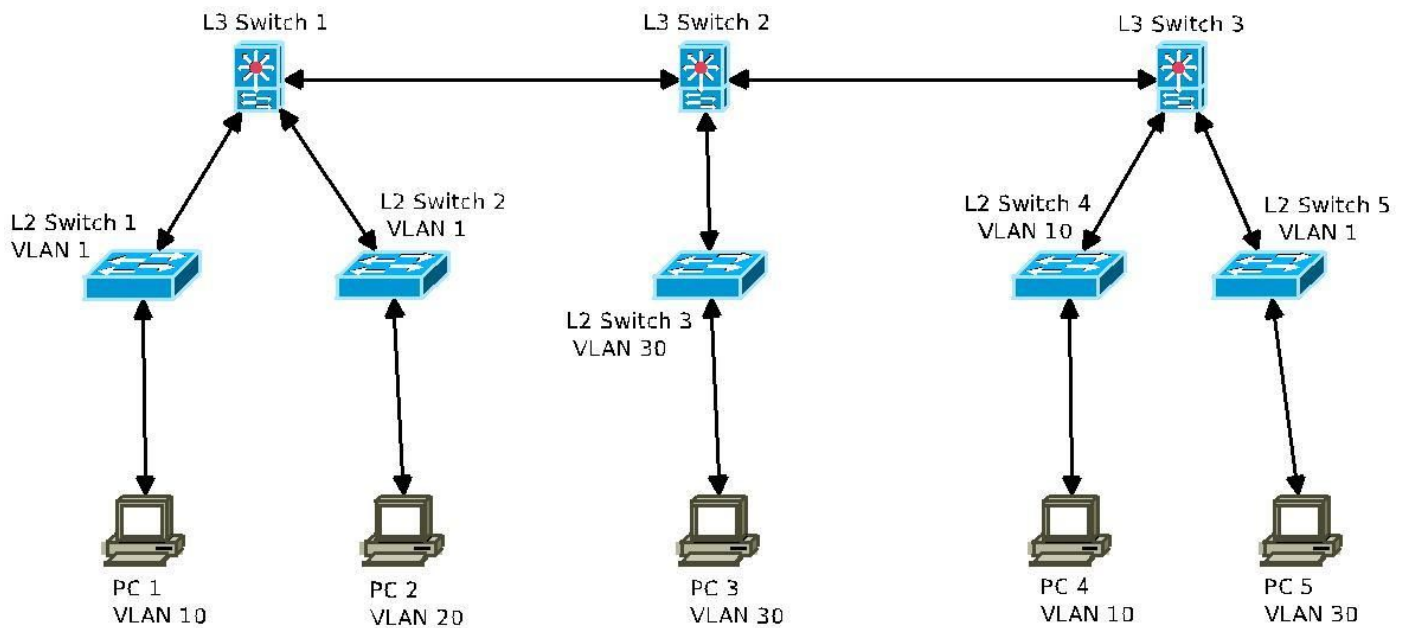 L3 Switch 1
L3 Switch 2
L3 Switch 3
L2 Switch 1
VLAN 1
L2 Switch 2
VLAN 1
L2 Switch 3
VLAN 30
L2 Switch 4
VLAN 10
L2 Switch 5
VLAN 1
PC 1
VLAN 10
PC 2
VLAN 20
PC 3
VLAN 30
PC 4
VLAN 10
PC 5
VLAN 30